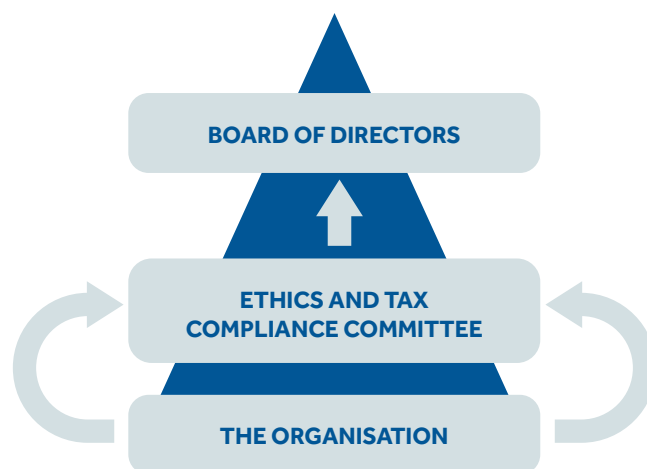 BOARD OF DIRECTORS
ETHICS AND TAX
COMPLIANCE COMMITTEE
THE ORGANISATION